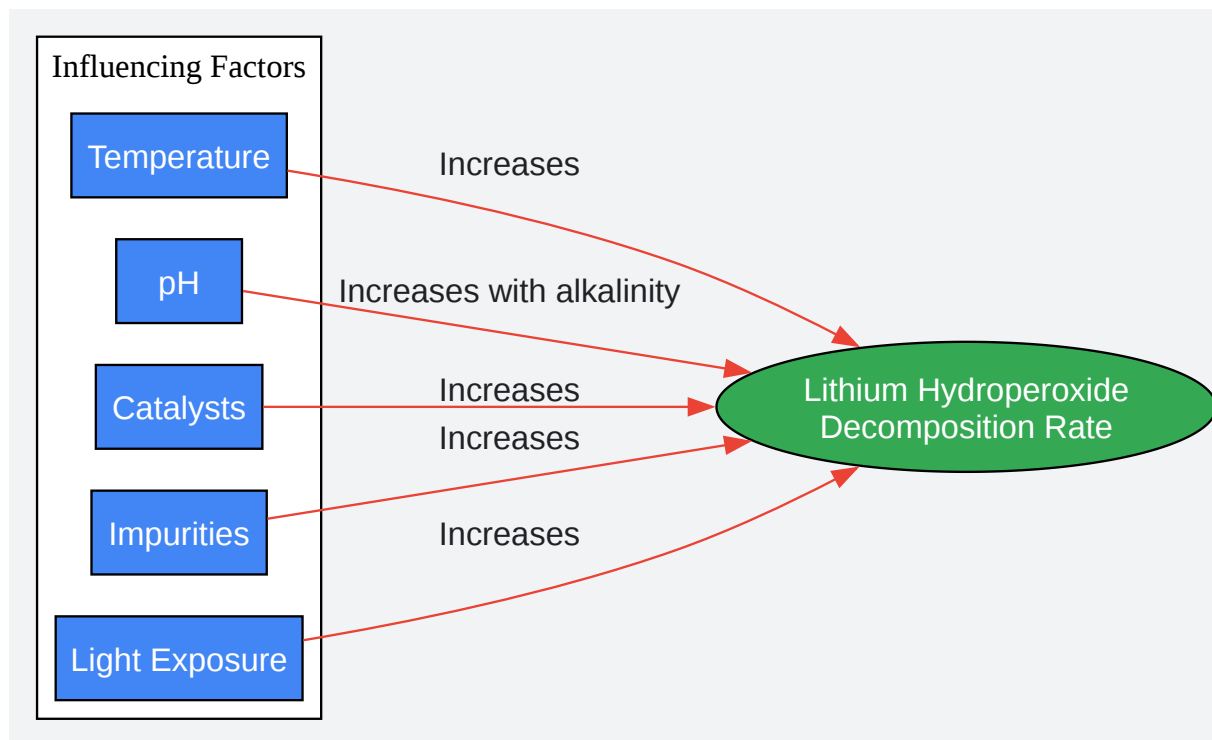 Influencing Factors
Temperature
Increases
pH
Increases with alkalinity
Catalysts
Increases
Lithium Hydroperoxide
Decomposition Rate
Increases
Impurities
Increases
Light Exposure